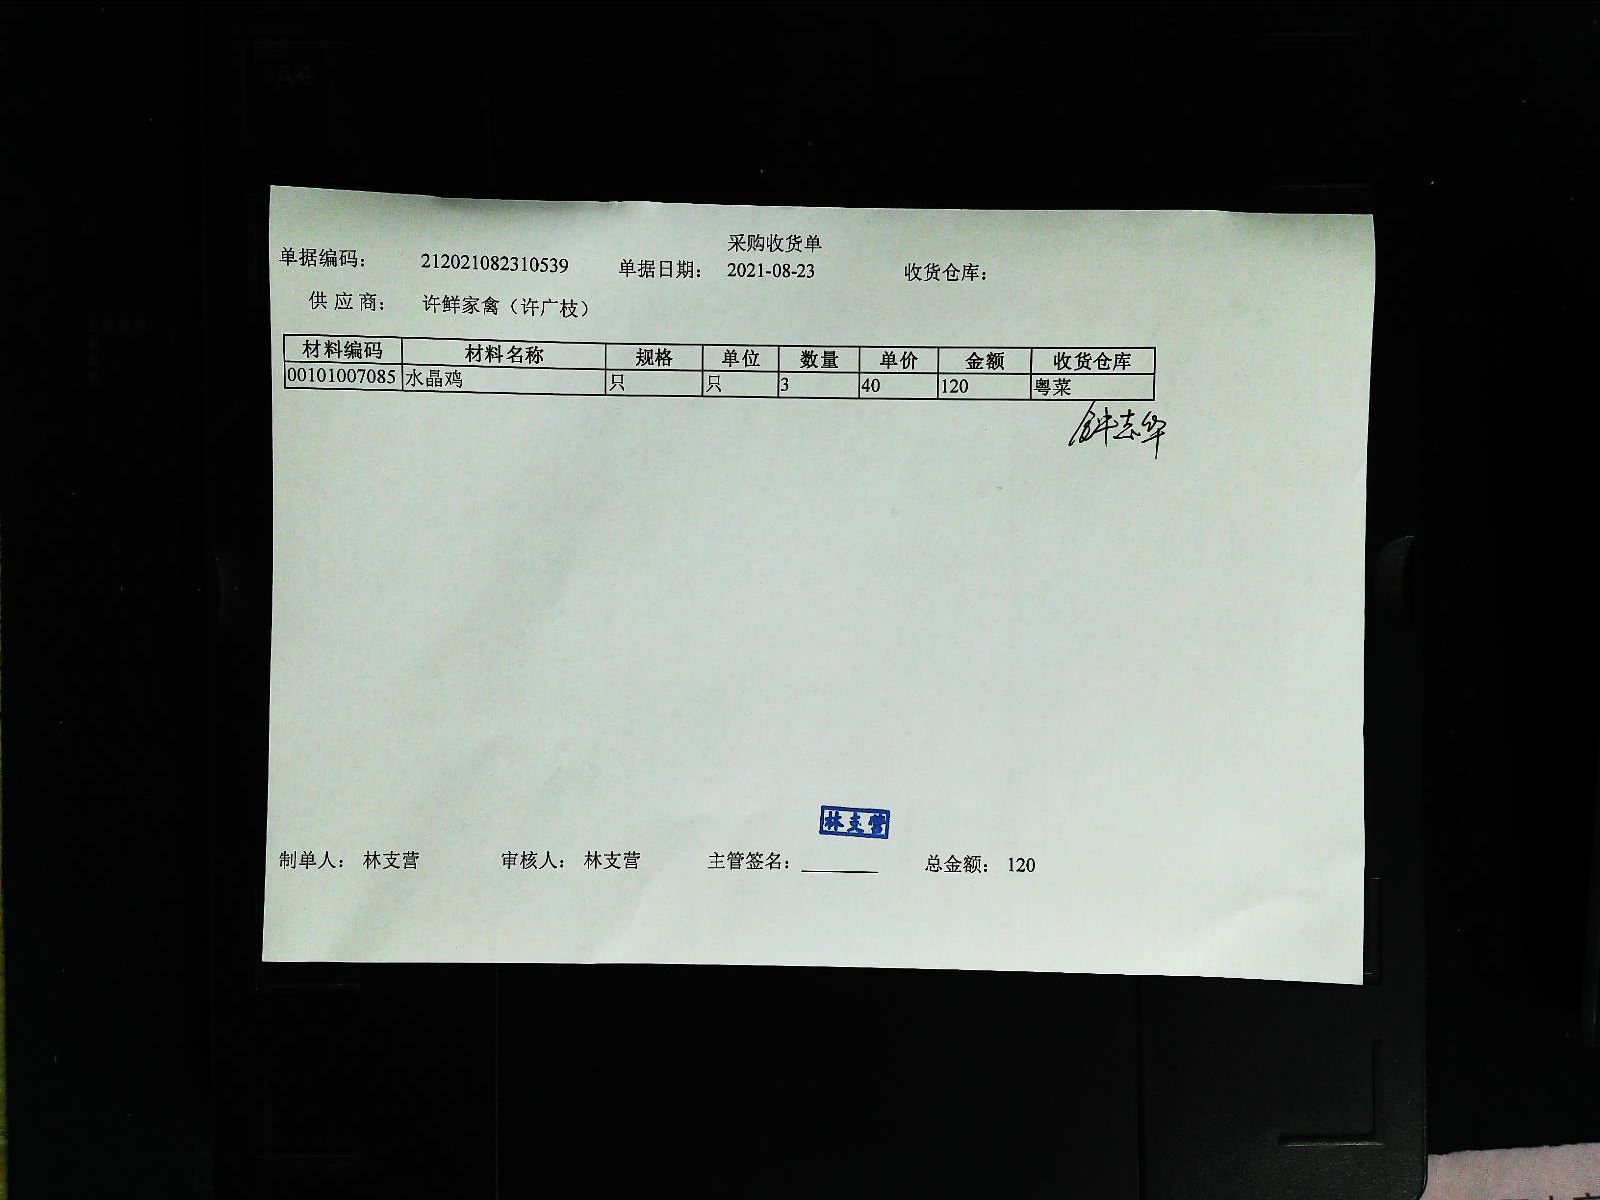 采购收货单
单据编码： 212021082310539 单据日期： 2021-08-23 收货仓库：
供 应 商： 许鲜家禽（许广枝）
材料编码 材料名称 规格 单位 数量 单价 金额 收货仓库
00101007085 水晶鸡 只 只 3 40 120 粤菜
钟志华
林支营
制单人： 林支营 审核人： 林支营 主管签名： 总金额： 120
A4